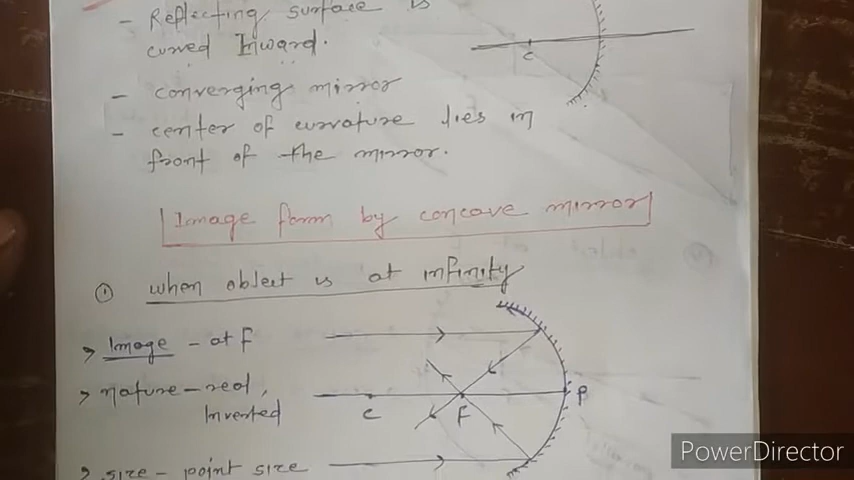 - Reflecting surface is
curved Inward.
c
- converging mirror
- center of curvature lies in
front of the mirror.
Image form by concave mirror
① when object is at infinity
> Image - at F
> nature - real,
Inverted
c
F
P
> size - point size
PowerDirector